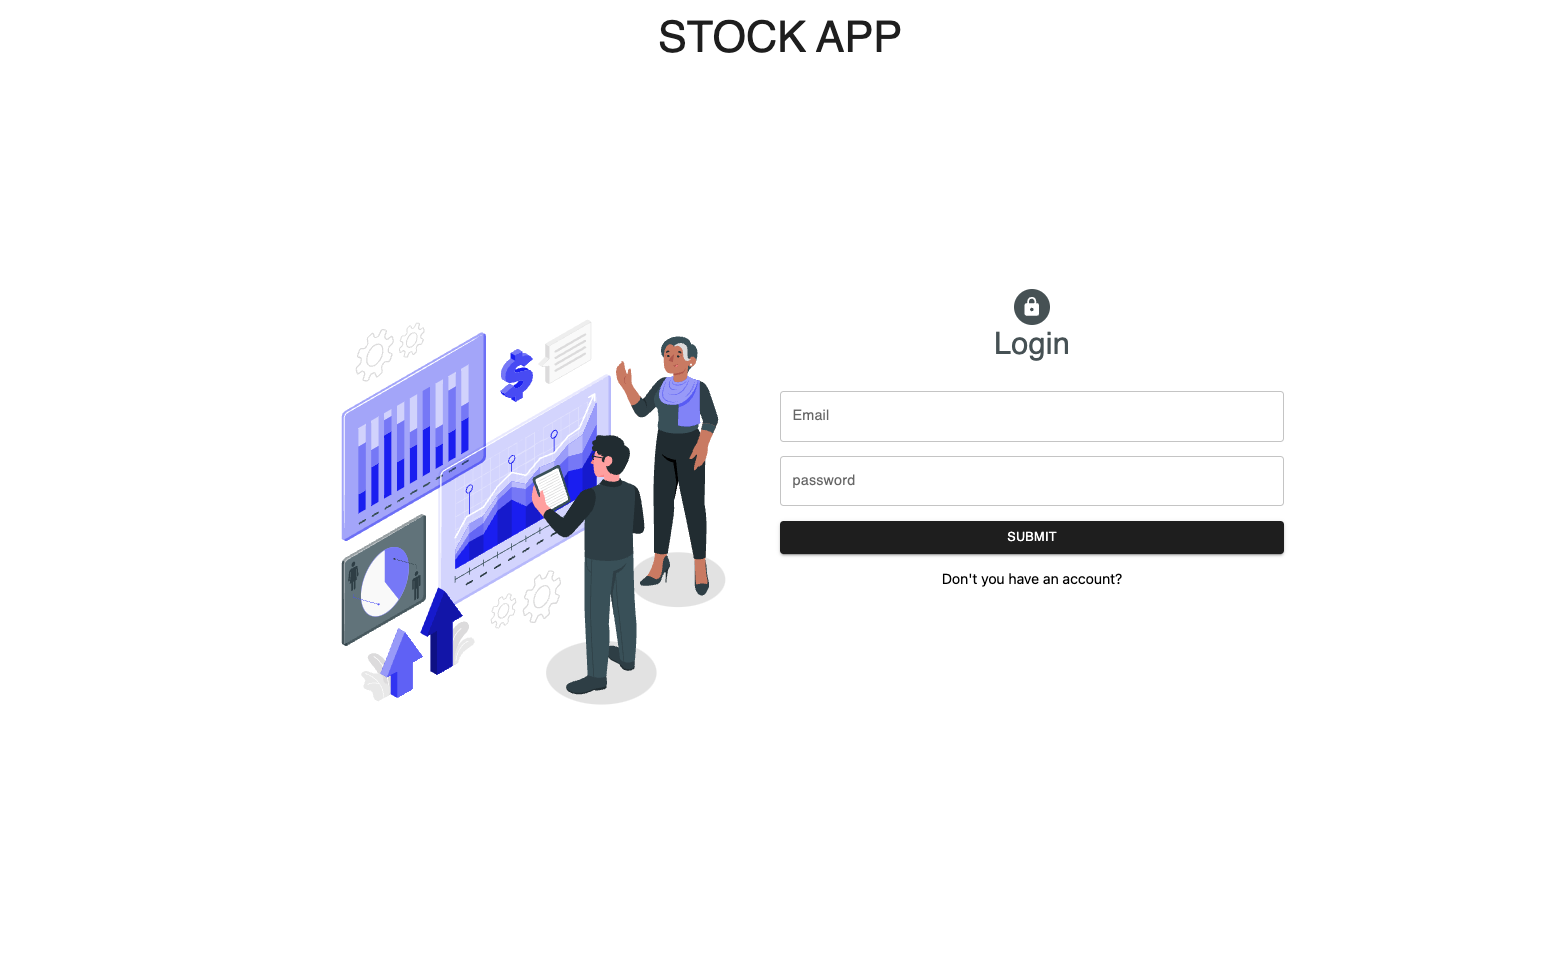 STOCK APP
Login
Email
password
SUBMIT
Don't you have an account?